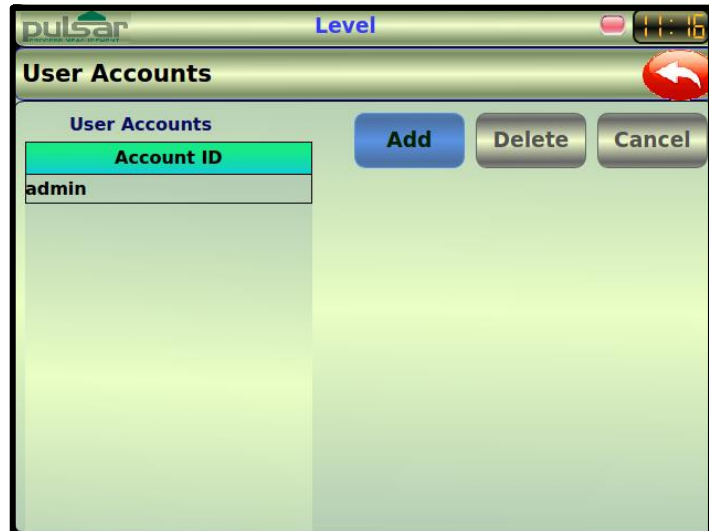 pulsar
Level
11:16
User Accounts
User Accounts
Add
Delete
Cancel
Account ID
admin